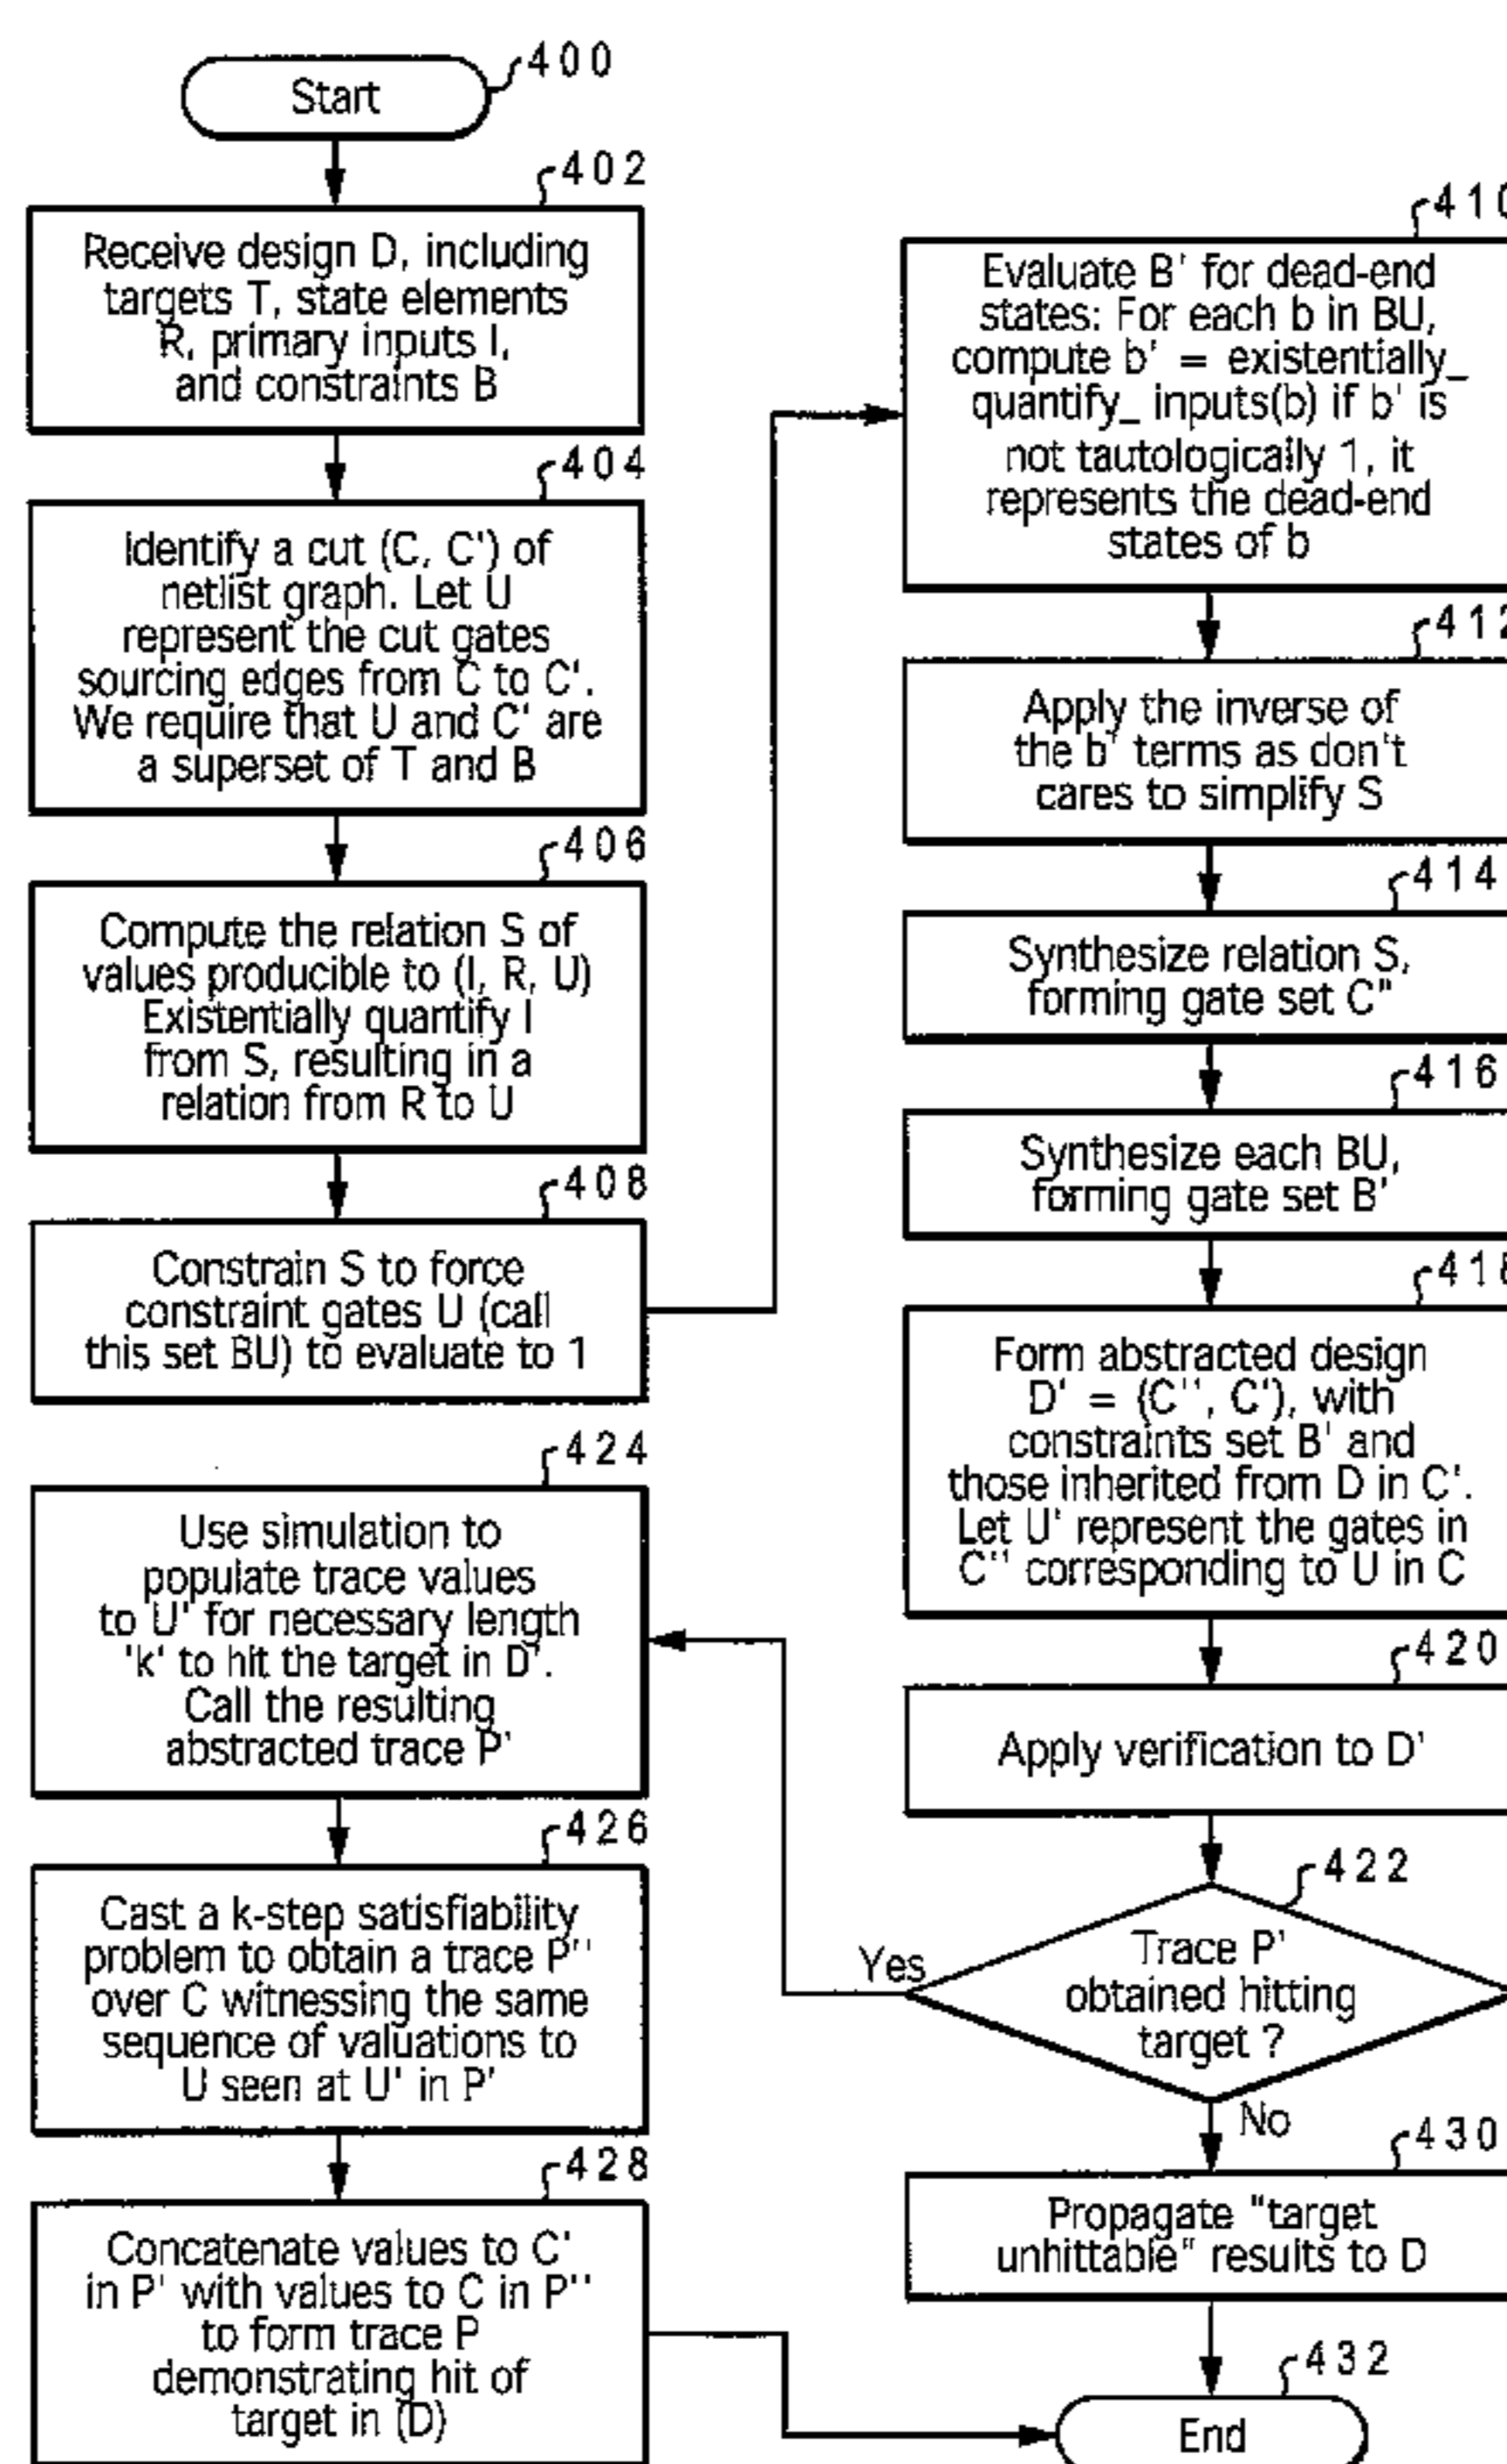 Start
400
402
Receive design D, including
targets T, state elements
R, primary inputs I,
and constraints B
404
Identify a cut (C, C') of
netlist graph. Let U
represent the cut gates
sourcing edges from C to C'.
We require that U and C' are
a superset of T and B
406
Compute the relation S of
values producible to (I, R, U)
Existentially quantify I
from S, resulting in a
relation from R to U
408
Constrain S to force
constraint gates U (call
this set BU) to evaluate to 1
410
Evaluate B' for dead-end
states: For each b in BU,
compute b' = existentially_
quantify_ inputs(b) if b' is
not tautologically 1, it
represents the dead-end
states of b
412
Apply the inverse of
the b' terms as don't
cares to simplify S
414
Synthesize relation S,
forming gate set C"
416
Synthesize each BU,
forming gate set B'
418
Form abstracted design
D' = (C'', C'), with
constraints set B' and
those inherited from D in C'.
Let U' represent the gates in
C'' corresponding to U in C
420
Apply verification to D'
422
Trace P'
obtained hitting
target ?
Yes
No
424
Use simulation to
populate trace values
to U' for necessary length
'k' to hit the target in D'.
Call the resulting
abstracted trace P'
426
Cast a k-step satisfiability
problem to obtain a trace P''
over C witnessing the same
sequence of valuations to
U seen at U' in P'
428
Concatenate values to C'
in P' with values to C in P''
to form trace P
demonstrating hit of
target in (D)
430
Propagate "target
unhittable" results to D
432
End